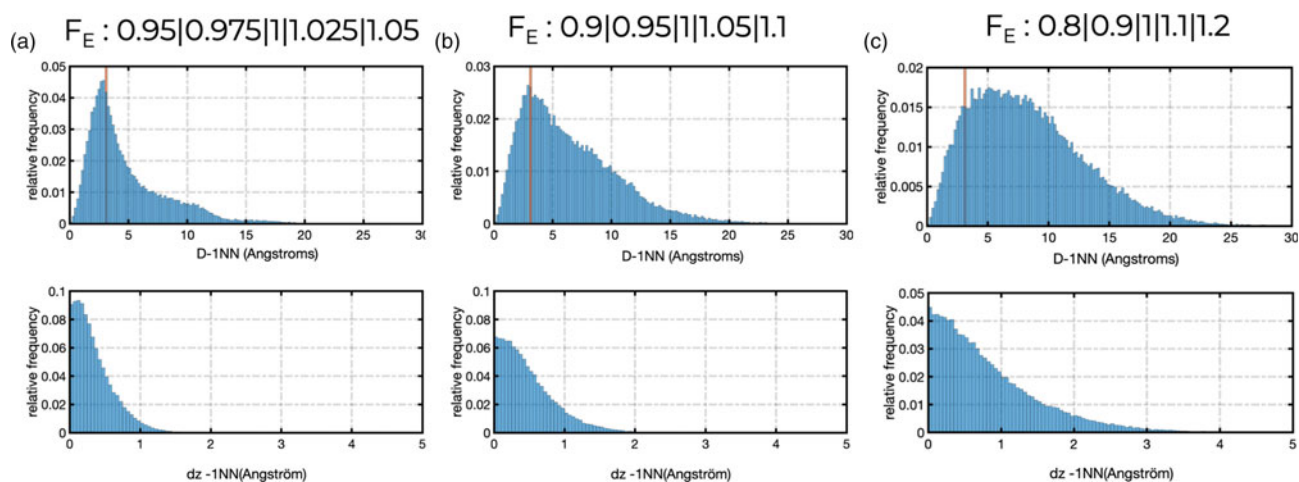 (a) F_E : 0.95|0.975|1|1.025|1.05
0.05
0.04
0.03
0.02
0.01
0
relative frequency
0 5 10 15 20 25 30
D-1NN (Angstroms)
0.1
0.08
0.06
0.04
0.02
0
relative frequency
0 1 2 3 4 5
dz -1NN(Angström)
(b) F_E : 0.9|0.95|1|1.05|1.1
0.03
0.02
0.01
0
relative frequency
0 5 10 15 20 25 30
D-1NN (Angstroms)
0.1
0.08
0.06
0.04
0.02
0
relative frequency
0 1 2 3 4 5
dz -1NN(Angström)
(c) F_E : 0.8|0.9|1|1.1|1.2
0.02
0.015
0.01
0.005
0
relative frequency
0 5 10 15 20 25 30
D-1NN (Angstroms)
0.05
0.04
0.03
0.02
0.01
0
relative frequency
0 1 2 3 4 5
dz -1NN(Angström)